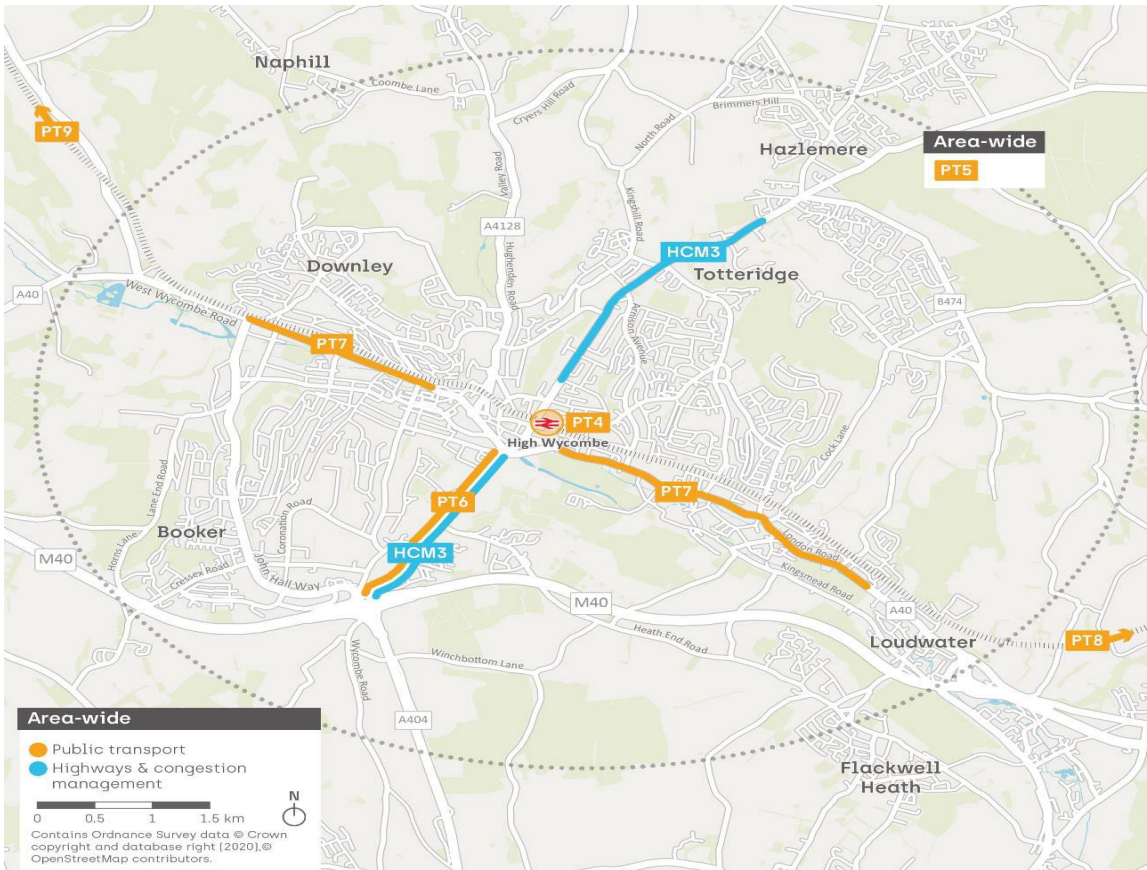 Naphill
Coombe Lane
Cryers Hill Road
Brimmers Hill
North Road
PT9
Hazlemere
Area-wide
PT5
Valley Road
Kingshill Road
A4128
HCM3
Hughenden Road
Totteridge
Downley
A40
West Wycombe Road
B474
PT7
Arnison Avenue
PT4
High Wycombe
Cock Lane
Lane End Road
PT6
PT7
Coronation Road
Booker
HCM3
London Road
Horns Lane
M40
Cressex Road
John Hall Way
Kingsmead Road
M40
A40
Heath End Road
Loudwater
PT8
Wycombe Road
Winchbottom Lane
A404
Flackwell
Heath
Area-wide
Public transport
Highways & congestion
management
N
0 0.5 1 1.5 km
Contains Ordnance Survey data © Crown
copyright and database right (2020),©
OpenStreetMap contributors.